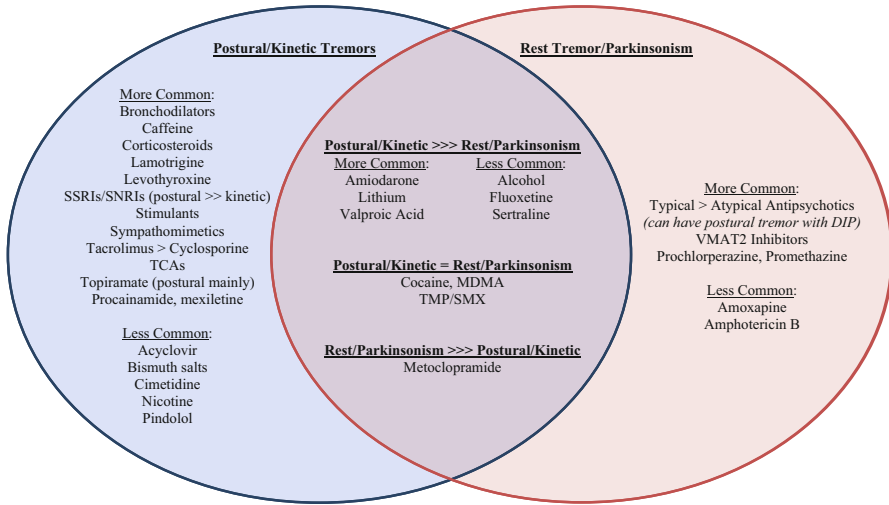 Postural/Kinetic Tremors
More Common:
Bronchodilators
Caffeine
Corticosteroids
Lamotrigine
Levothyroxine
SSRIs/SNRIs (postural >> kinetic)
Stimulants
Sympathomimetics
Tacrolimus > Cyclosporine
TCAs
Topiramate (postural mainly)
Procainamide, mexiletine
Less Common:
Acyclovir
Bismuth salts
Cimetidine
Nicotine
Pindolol
Postural/Kinetic >>> Rest/Parkinsonism
More Common:
Amiodarone
Lithium
Valproic Acid
Less Common:
Alcohol
Fluoxetine
Sertraline
Postural/Kinetic = Rest/Parkinsonism
Cocaine, MDMA
TMP/SMX
Rest/Parkinsonism >>> Postural/Kinetic
Metoclopramide
Rest Tremor/Parkinsonism
More Common:
Typical > Atypical Antipsychotics
(can have postural tremor with DIP)
VMAT2 Inhibitors
Prochlorperazine, Promethazine
Less Common:
Amoxapine
Amphotericin B